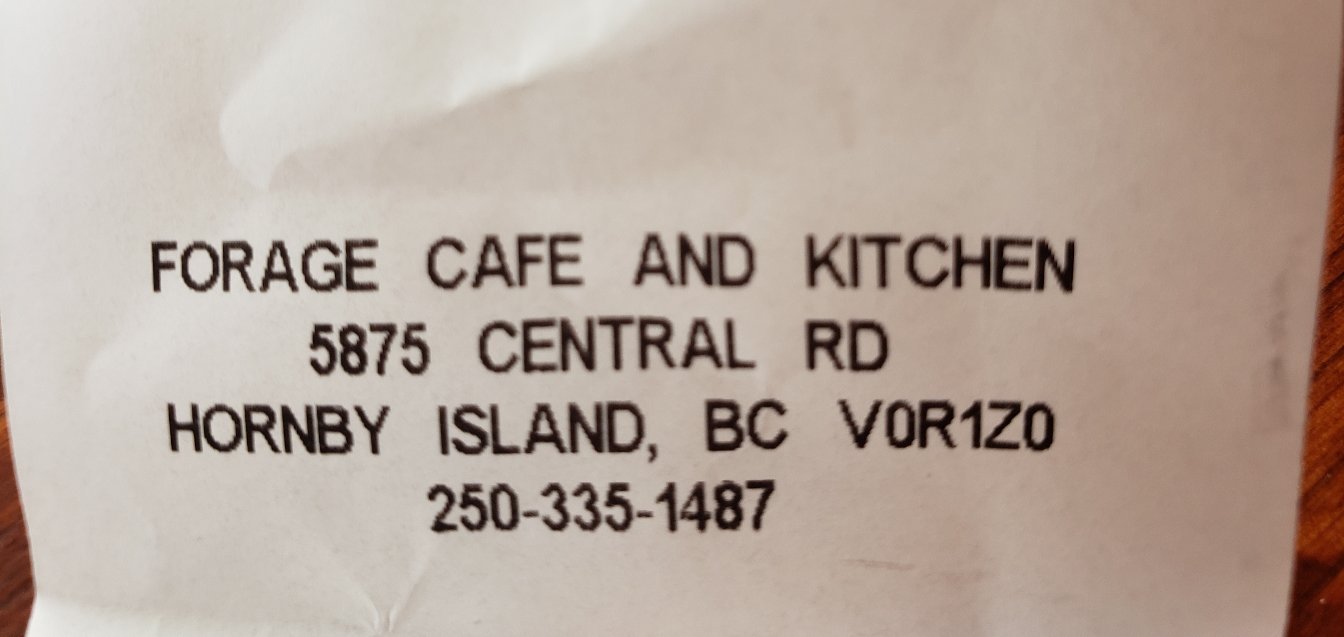 FORAGE CAFE AND KITCHEN
5875 CENTRAL RD
HORNBY ISLAND, BC V0R1Z0
250-335-1487